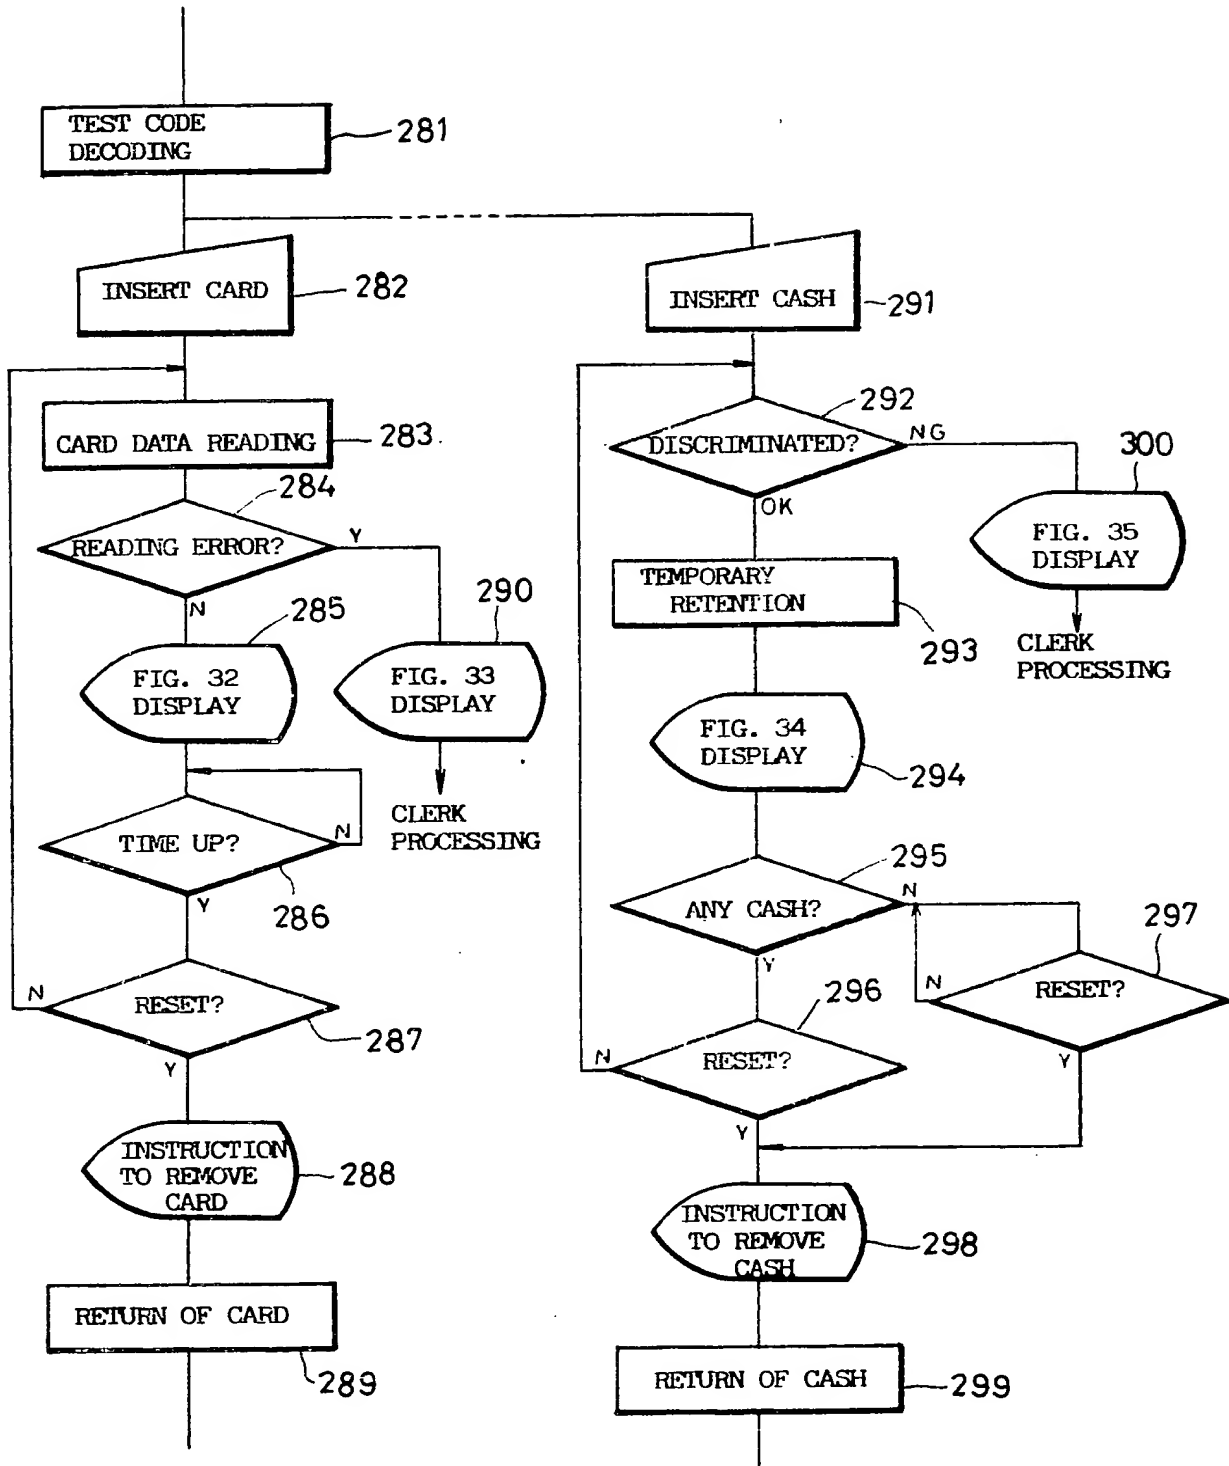 TEST CODE
DECODING
281
INSERT CARD
282
CARD DATA READING
283
284
READING ERROR?
Y
N
285
FIG. 32
DISPLAY
290
FIG. 33
DISPLAY
CLERK
PROCESSING
TIME UP?
N
286
Y
RESET?
N
287
Y
INSTRUCTION
TO REMOVE
CARD
288
RETURN OF CARD
289
INSERT CASH
291
292
DISCRIMINATED?
NG
OK
300
FIG. 35
DISPLAY
CLERK
PROCESSING
TEMPORARY
RETENTION
293
FIG. 34
DISPLAY
294
295
ANY CASH?
N
Y
297
RESET?
N
Y
296
RESET?
N
Y
INSTRUCTION
TO REMOVE
CASH
298
RETURN OF CASH
299